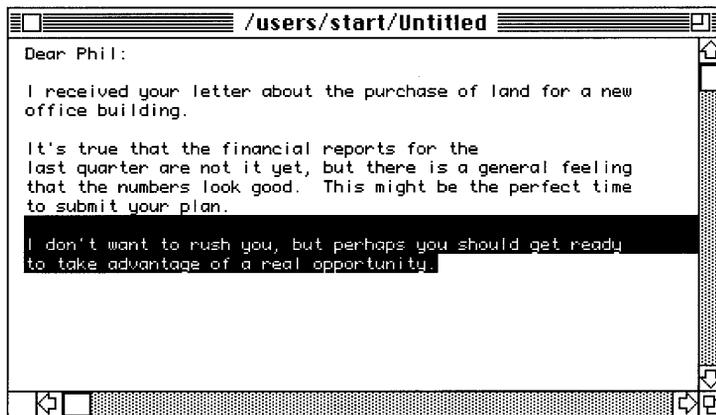 /users/start/Untitled
Dear Phil:
I received your letter about the purchase of land for a new
office building.
It's true that the financial reports for the
last quarter are not it yet, but there is a general feeling
that the numbers look good.  This might be the perfect time
to submit your plan.
I don't want to rush you, but perhaps you should get ready
to take advantage of a real opportunity.